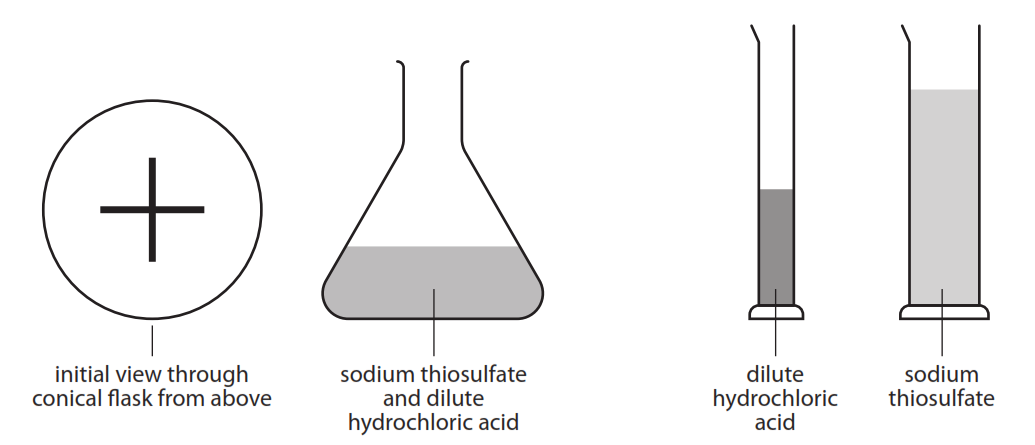 initial view through
conical flask from above
sodium thiosulfate
and dilute
hydrochloric acid
dilute
hydrochloric
acid
sodium
thiosulfate